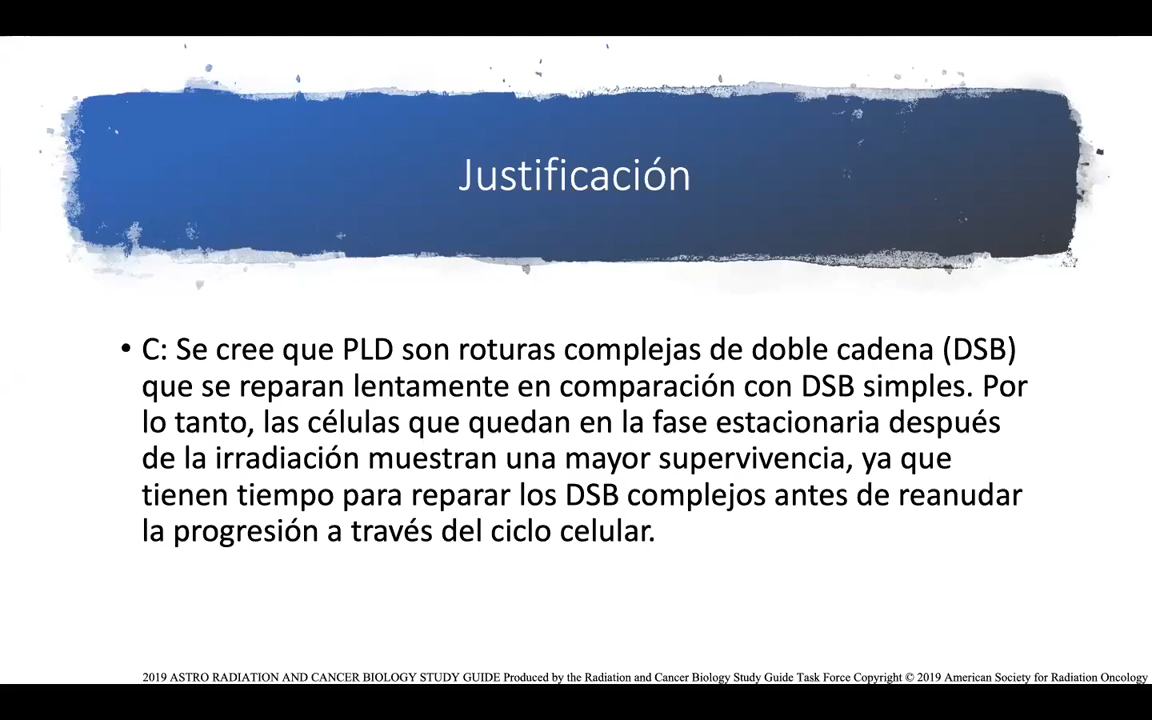 Justificación
• C: Se cree que PLD son roturas complejas de doble cadena (DSB)
que se reparan lentamente en comparación con DSB simples. Por
lo tanto, las células que quedan en la fase estacionaria después
de la irradiación muestran una mayor supervivencia, ya que
tienen tiempo para reparar los DSB complejos antes de reanudar
la progresión a través del ciclo celular.
2019 ASTRO RADIATION AND CANCER BIOLOGY STUDY GUIDE Produced by the Radiation and Cancer Biology Study Guide Task Force Copyright © 2019 American Society for Radiation Oncology